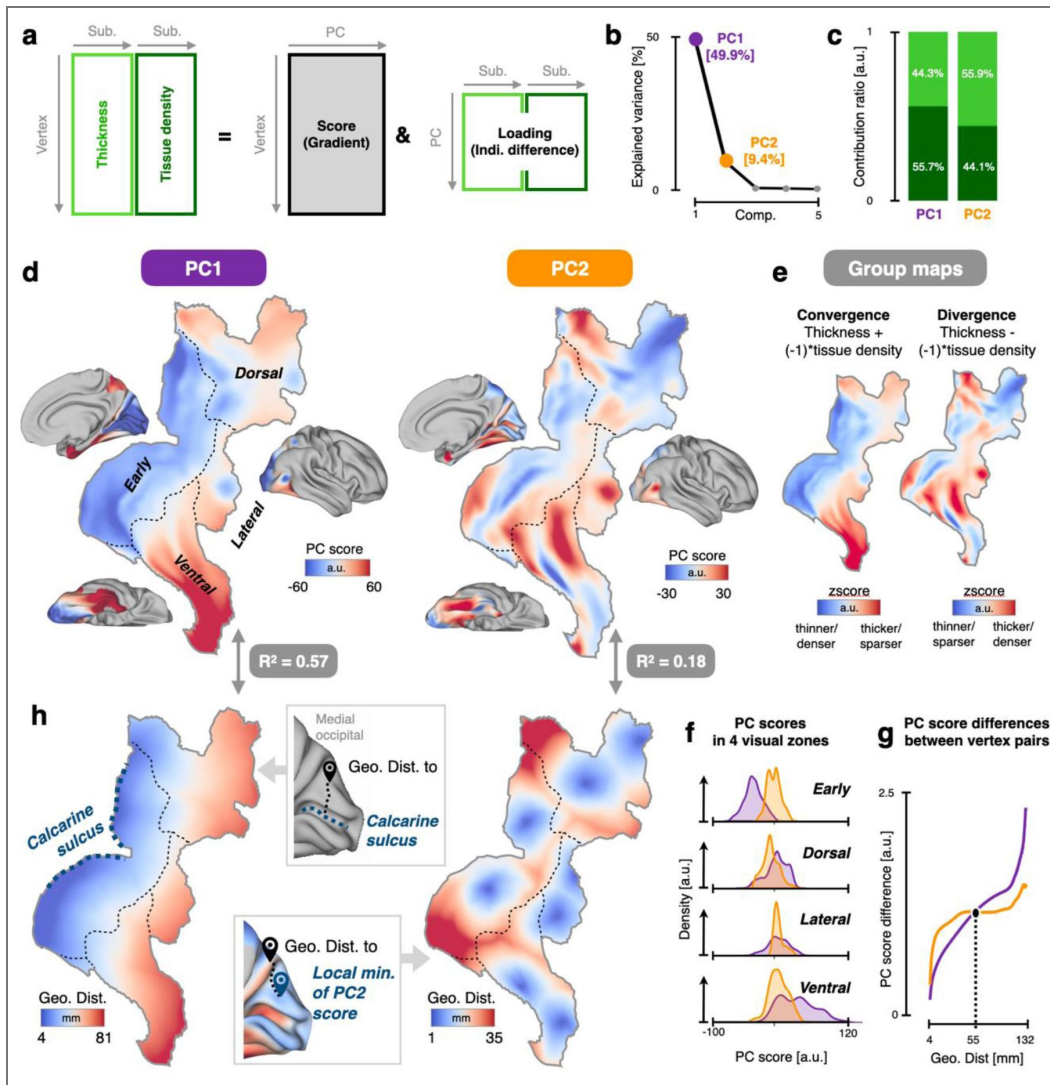 a
Sub.
Sub.
Vertex
Thickness
Tissue density
=
PC
Vertex
Score
(Gradient)
&
Sub.
Sub.
PC
Loading
(Indi. difference)
b
Explained variance [%]
50
0
PC1
[49.9%]
PC2
[9.4%]
1
Comp.
5
c
Contribution ratio [a.u.]
1
0
44.3%
55.9%
55.7%
44.1%
PC1
PC2
d
PC1
Dorsal
Early
Lateral
Ventral
PC score
a.u.
-60
60
R² = 0.57
PC2
PC score
a.u.
-30
30
R² = 0.18
e
Group maps
Convergence
Thickness +
(-1)*tissue density
Divergence
Thickness -
(-1)*tissue density
zscore
a.u.
thinner/
denser
thicker/
sparser
zscore
a.u.
thinner/
sparser
thicker/
denser
h
Calcarine
sulcus
Geo. Dist.
mm
4
81
Medial
occipital
Geo. Dist. to
Calcarine
sulcus
Geo. Dist. to
Local min.
of PC2
score
Geo. Dist.
mm
1
35
f
PC scores
in 4 visual zones
Density [a.u.]
Early
Dorsal
Lateral
Ventral
-100
120
PC score [a.u.]
g
PC score differences
between vertex pairs
PC score difference [a.u.]
2.5
0
4
55
132
Geo. Dist [mm]